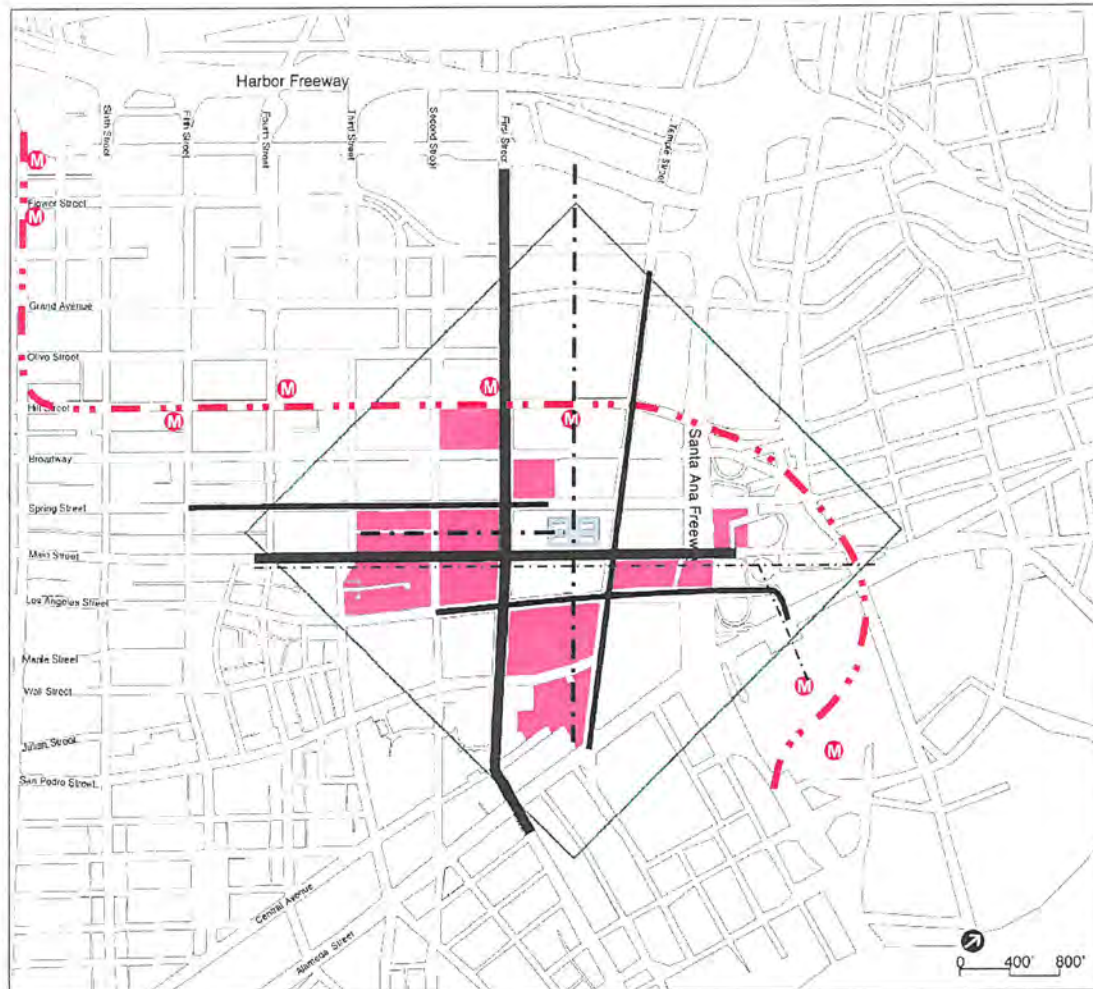 Harbor Freeway
Sixth Street
Fifth Street
Fourth Street
Third Street
Second Street
First Street
Temple Street
M
Flower Street
M
Grand Avenue
Olive Street
M
M
Hill Street
M
M
Broadway
Santa Ana Freew
Spring Street
Main Street
Los Angeles Street
Maple Street
Wall Street
M
Julian Street
M
San Pedro Street
Central Avenue
Alameda Street
0 400' 800'